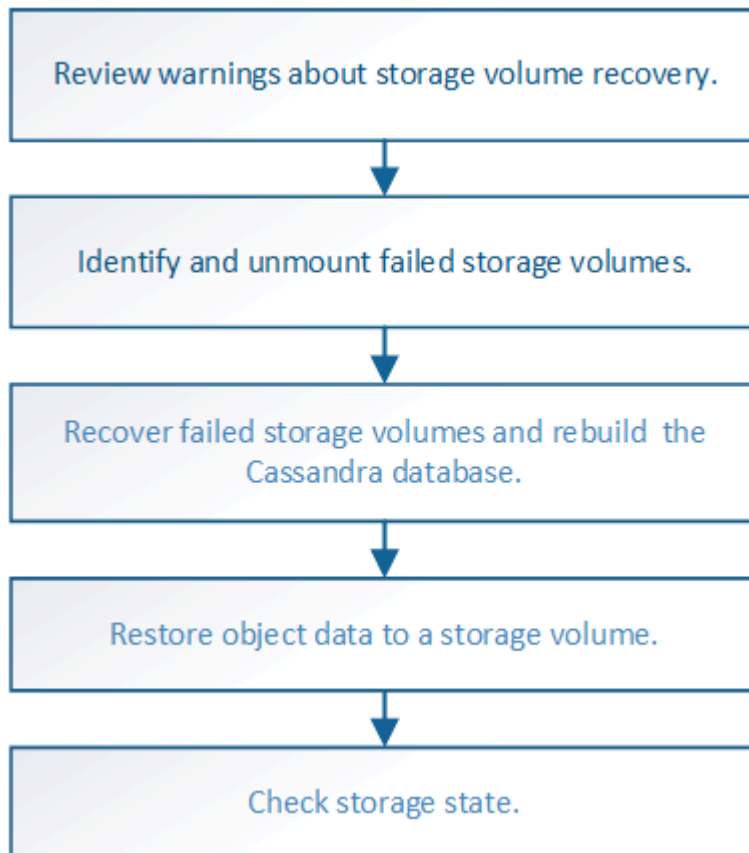 Review warnings about storage volume recovery.
Identify and unmount failed storage volumes.
Recover failed storage volumes and rebuild the
Cassandra database.
Restore object data to a storage volume.
Check storage state.